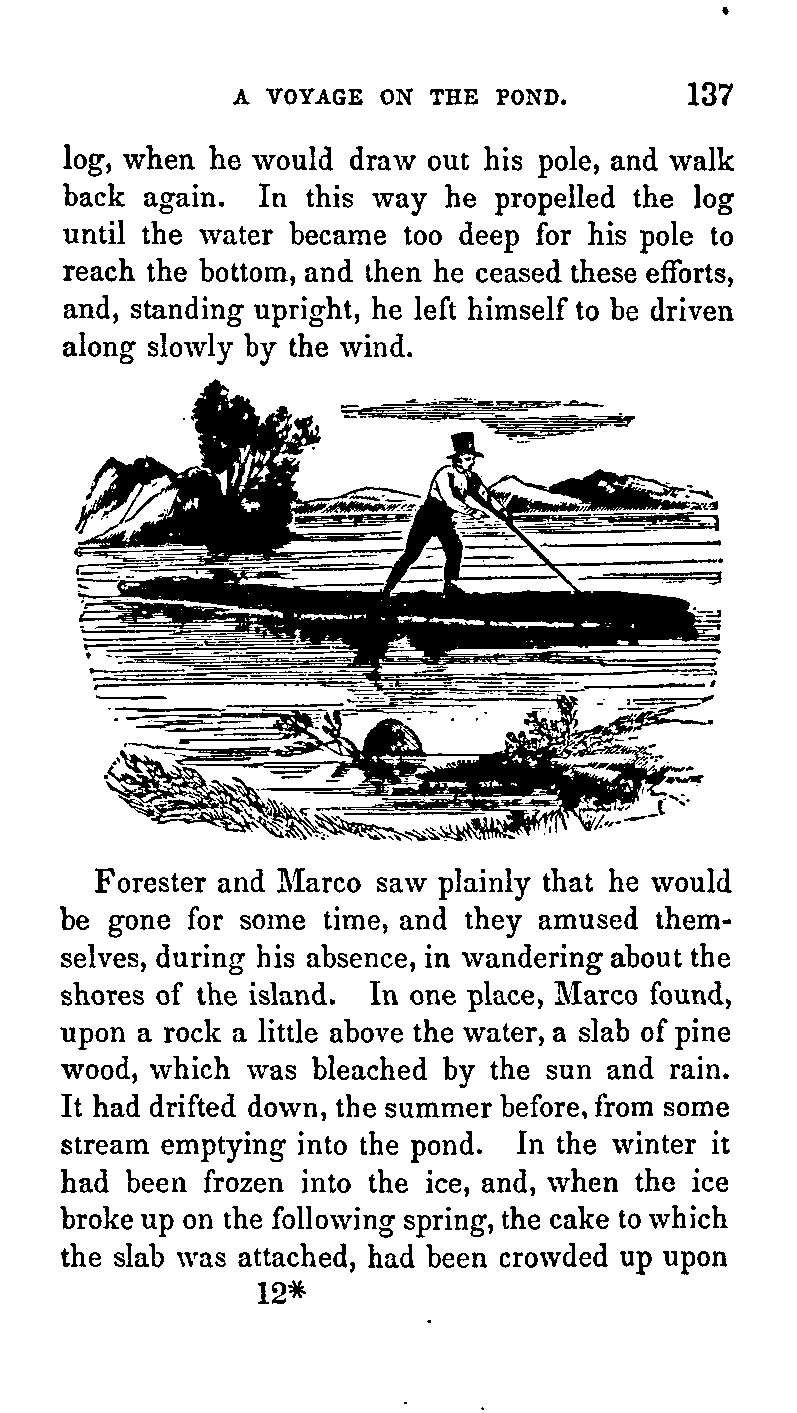 A VOYAGE ON THE POND. 137
log, when he would draw out his pole, and walk
back again. In this way he propelled the log
until the water became too deep for his pole to
reach the bottom, and then he ceased these efforts,
and, standing upright, he left himself to be driven
along slowly by the wind.
Forester and Marco saw plainly that he would
be gone for some time, and they amused them-
selves, during his absence, in wandering about the
shores of the island. In one place, Marco found,
upon a rock a little above the water, a slab of pine
wood, which was bleached by the sun and rain.
It had drifted down, the summer before, from some
stream emptying into the pond. In the winter it
had been frozen into the ice, and, when the ice
broke up on the following spring, the cake to which
the slab was attached, had been crowded up upon
12*